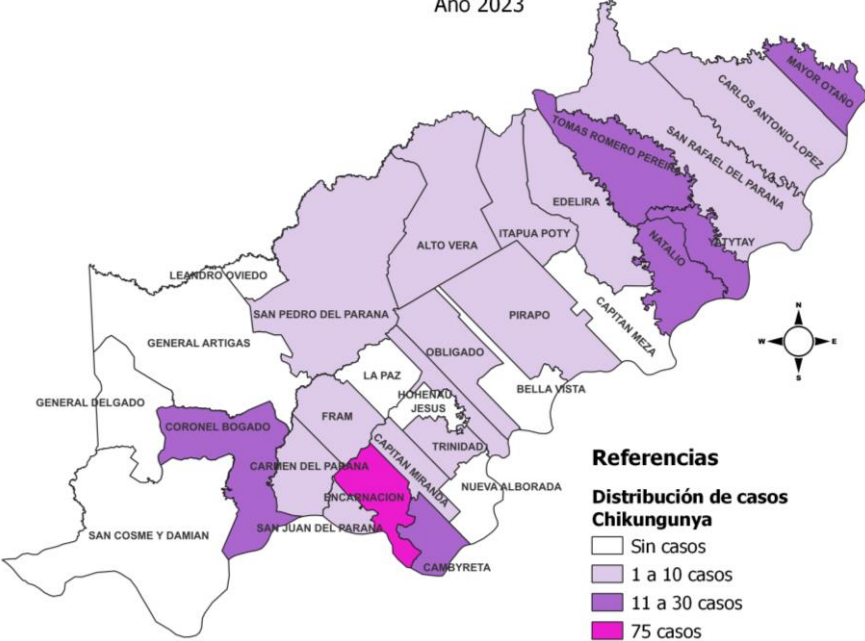 Año 2023
MAYOR OTAÑO
CARLOS ANTONIO LOPEZ
TOMAS ROMERO PEREIRA
SAN RAFAEL DEL PARANA
EDELIRA
ITAPUA POTY
ALTO VERA
NATALIO
YATYTAY
LEANDRO OVIEDO
SAN PEDRO DEL PARANA
PIRAPO
CAPITAN MEZA
GENERAL ARTIGAS
OBLIGADO
LA PAZ
BELLA VISTA
HOHENAU
JESUS
GENERAL DELGADO
FRAM
CORONEL BOGADO
TRINIDAD
CAPITAN MIRANDA
CARMEN DEL PARANA
NUEVA ALBORADA
ENCARNACION
SAN JUAN DEL PARANA
SAN COSME Y DAMIAN
CAMBYRETA
N
W
E
S
Referencias
Distribución de casos
Chikungunya
Sin casos
1 a 10 casos
11 a 30 casos
75 casos